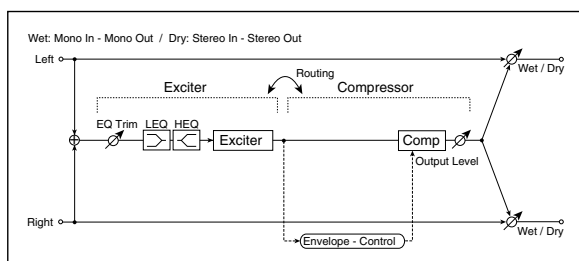 Wet: Mono In - Mono Out / Dry: Stereo In - Stereo Out
Left
Wet / Dry
Routing
Exciter
Compressor
EQ Trim
LEQ
HEQ
Exciter
Comp
Output Level
Right
Wet / Dry
Envelope - Control